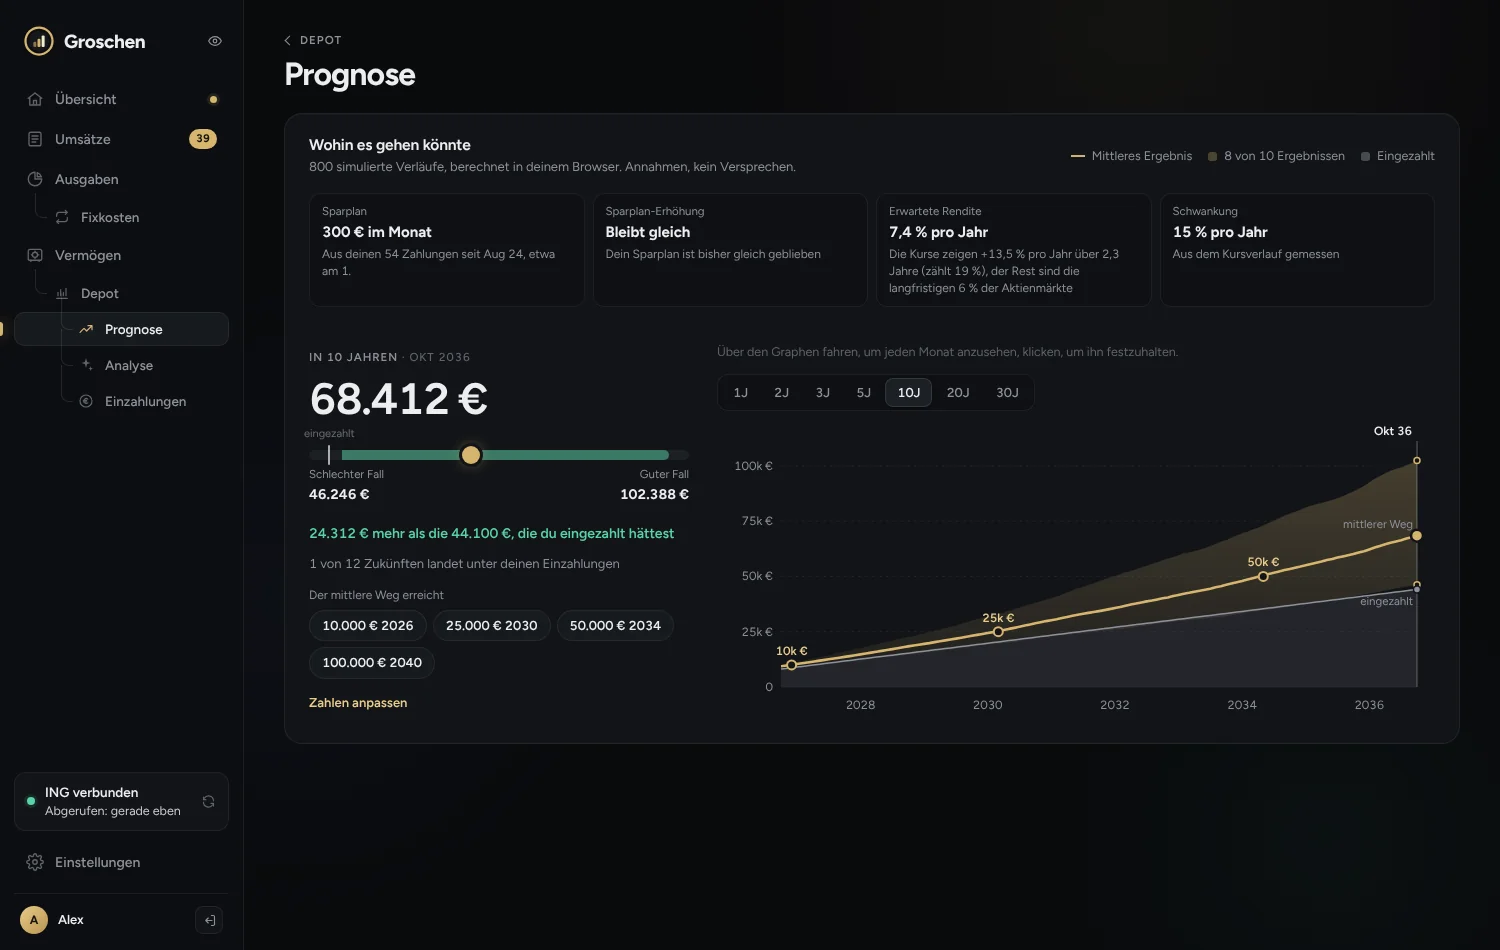 Groschen
Übersicht
Umsätze 39
Ausgaben
Fixkosten
Vermögen
Depot
Prognose
Analyse
Einzahlungen
ING verbunden
Abgerufen: gerade eben
Einstellungen
A Alex
DEPOT
Prognose
Wohin es gehen könnte
800 simulierte Verläufe, berechnet in deinem Browser. Annahmen, kein Versprechen.
Mittleres Ergebnis 8 von 10 Ergebnissen Eingezahlt
Sparplan
300 € im Monat
Aus deinen 54 Zahlungen seit Aug 24, etwa
am 1.
Sparplan-Erhöhung
Bleibt gleich
Dein Sparplan ist bisher gleich geblieben
Erwartete Rendite
7,4 % pro Jahr
Die Kurse zeigen +13,5 % pro Jahr über 2,3
Jahre (zählt 19 %), der Rest sind die
langfristigen 6 % der Aktienmärkte
Schwankung
15 % pro Jahr
Aus dem Kursverlauf gemessen
IN 10 JAHREN · OKT 2036
68.412 €
eingezahlt
Schlechter Fall Guter Fall
46.246 € 102.388 €
24.312 € mehr als die 44.100 €, die du eingezahlt hättest
1 von 12 Zukünften landet unter deinen Einzahlungen
Der mittlere Weg erreicht
10.000 € 2026 25.000 € 2030 50.000 € 2034
100.000 € 2040
Zahlen anpassen
Über den Graphen fahren, um jeden Monat anzusehen, klicken, um ihn festzuhalten.
1J 2J 3J 5J 10J 20J 30J
Okt 36
100k €
75k €
mittlerer Weg
50k €
50k €
eingezahlt
25k €
25k €
10k €
0
2028 2030 2032 2034 2036